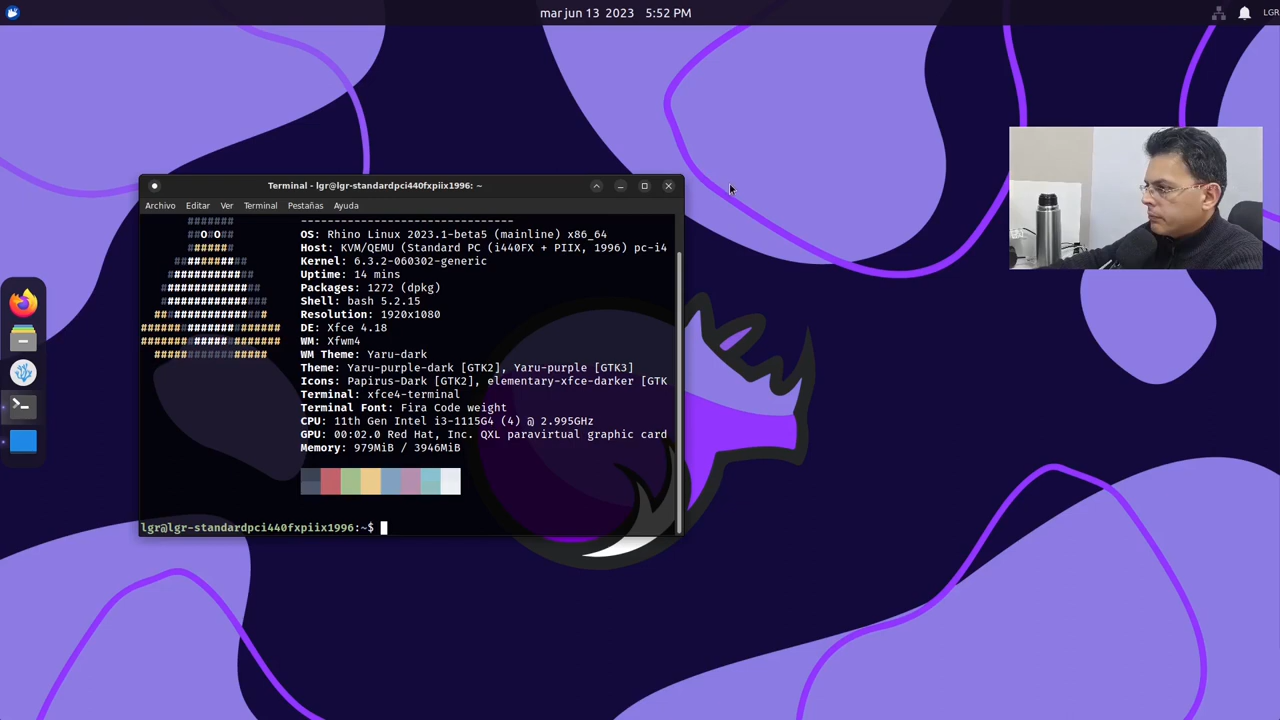 mar jun 13 2023 5:52 PM
LGR
Terminal - lgr@lgr-standardpci440fxpiix1996: ~
Archivo Editar Ver Terminal Pestañas Ayuda
####### -------------------------------
##O#O## OS: Rhino Linux 2023.1-beta5 (mainline) x86_64
####### Host: KVM/QEMU (Standard PC (i440FX + PIIX, 1996) pc-i4
########### Kernel: 6.3.2-060302-generic
############# Uptime: 14 mins
############### Packages: 1272 (dpkg)
################ Shell: bash 5.2.15
################# Resolution: 1920x1080
##################### DE: Xfce 4.18
##################### WM: Xfwm4
################# WM Theme: Yaru-dark
Theme: Yaru-purple-dark [GTK2], Yaru-purple [GTK3]
Icons: Papirus-Dark [GTK2], elementary-xfce-darker [GTK
Terminal: xfce4-terminal
Terminal Font: Fira Code weight
CPU: 11th Gen Intel i3-1115G4 (4) @ 2.995GHz
GPU: 00:02.0 Red Hat, Inc. QXL paravirtual graphic card
Memory: 979MiB / 3946MiB
lgr@lgr-standardpci440fxpiix1996:~$